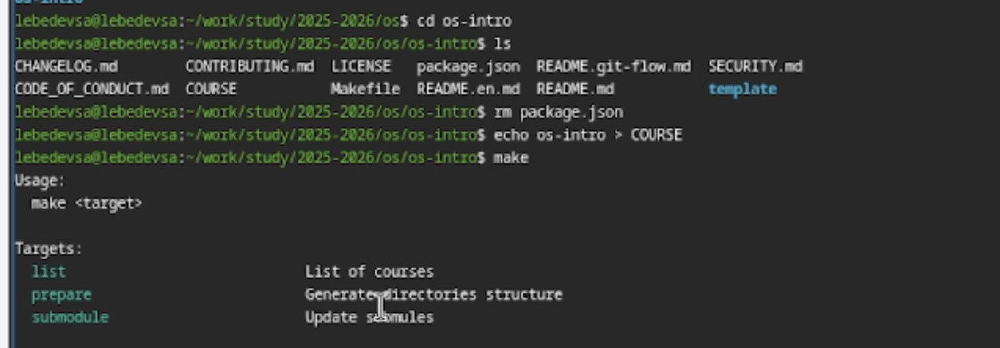 os-intro
lebedevsa@lebedevsa:~/work/study/2025-2026/os$ cd os-intro
lebedevsa@lebedevsa:~/work/study/2025-2026/os/os-intro$ ls
CHANGELOG.md CONTRIBUTING.md LICENSE package.json README.git-flow.md SECURITY.md
CODE_OF_CONDUCT.md COURSE Makefile README.en.md README.md template
lebedevsa@lebedevsa:~/work/study/2025-2026/os/os-intro$ rm package.json
lebedevsa@lebedevsa:~/work/study/2025-2026/os/os-intro$ echo os-intro > COURSE
lebedevsa@lebedevsa:~/work/study/2025-2026/os/os-intro$ make
Usage:
make <target>
Targets:
list List of courses
prepare Generate directories structure
submodule Update submules